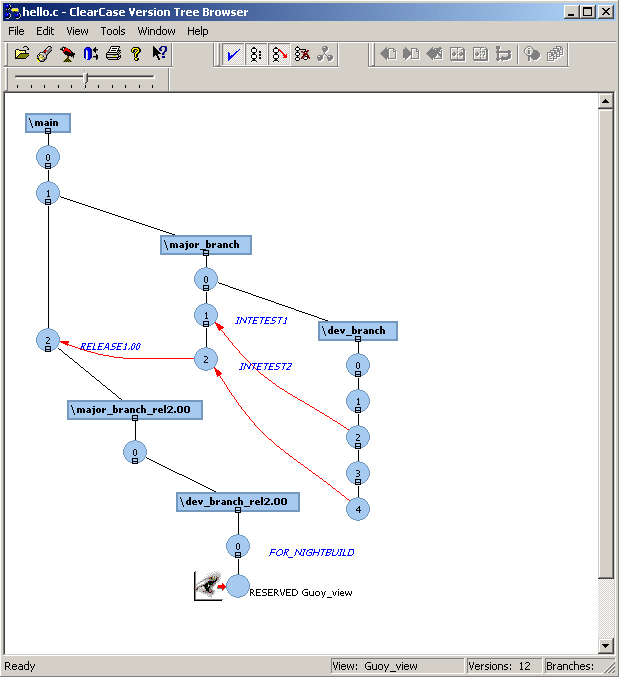 hello.c - ClearCase Version Tree Browser
File Edit View Tools Window Help
\main
0
1
\major_branch
0
1
INTETEST1
\dev_branch
2
RELEASE1.00
2
INTETEST2
0
1
\major_branch_rel2.00
2
0
3
\dev_branch_rel2.00
4
0
FOR_NIGHTBUILD
RESERVED Guoy_view
Ready
View: Guoy_view
Versions: 12
Branches: